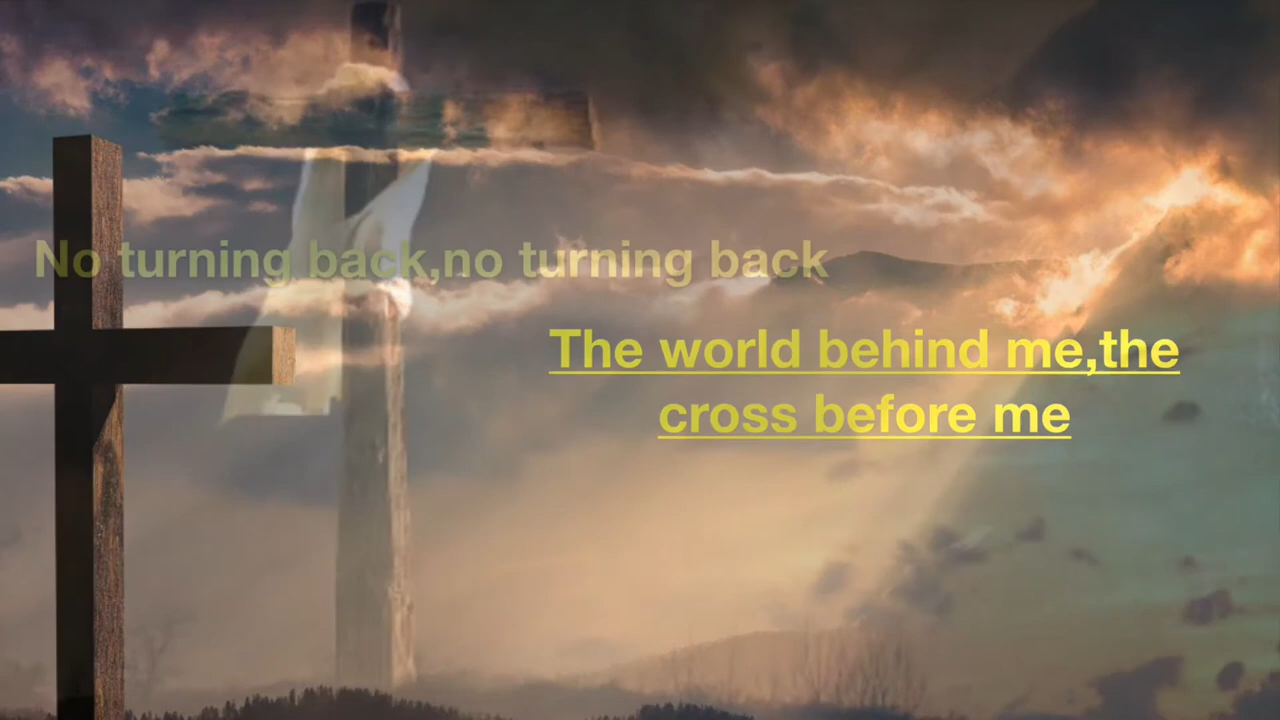 No turning back,no turning back
The world behind me,the
cross before me